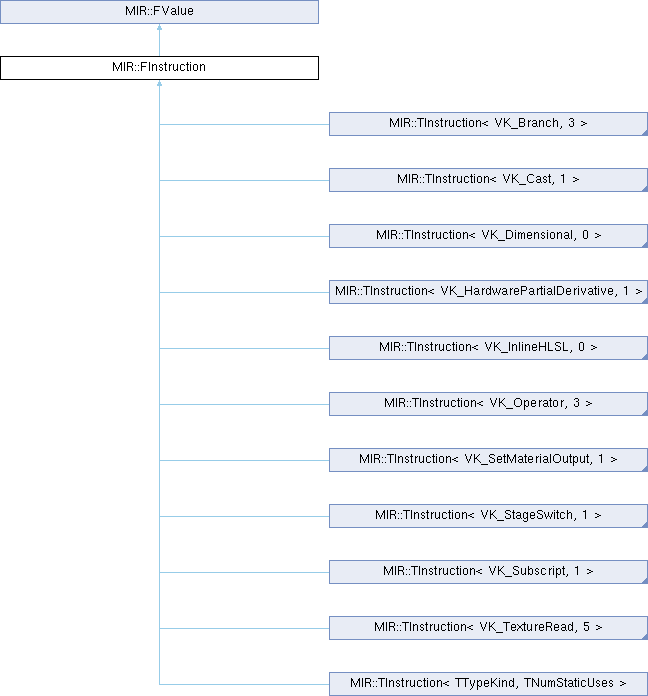 MIR::FValue
MIR::FInstruction
MIR::TInstruction< VK_Branch, 3 >
MIR::TInstruction< VK_Cast, 1 >
MIR::TInstruction< VK_Dimensional, 0 >
MIR::TInstruction< VK_HardwarePartialDerivative, 1 >
MIR::TInstruction< VK_InlineHLSL, 0 >
MIR::TInstruction< VK_Operator, 3 >
MIR::TInstruction< VK_SetMaterialOutput, 1 >
MIR::TInstruction< VK_StageSwitch, 1 >
MIR::TInstruction< VK_Subscript, 1 >
MIR::TInstruction< VK_TextureRead, 5 >
MIR::TInstruction< TTypeKind, TNumStaticUses >